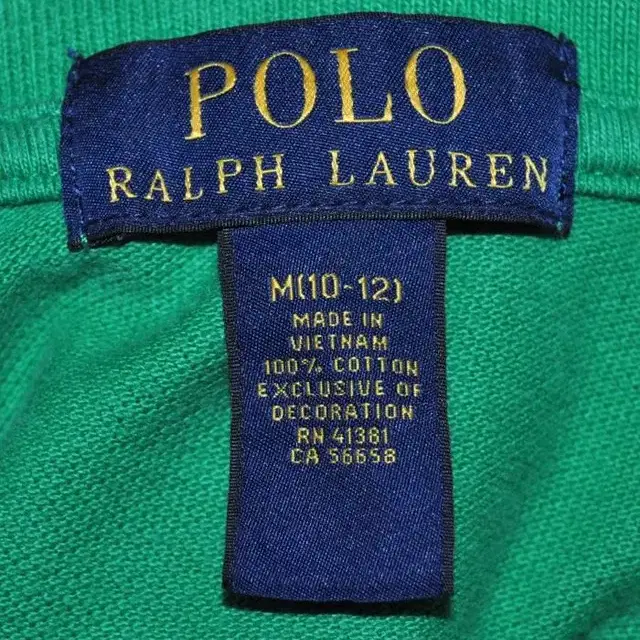 POLO
RALPH LAUREN
M(10-12)
MADE IN
VIETNAM
100% COTTON
EXCLUSIVE OF
DECORATION
RN 41381
CA 56658